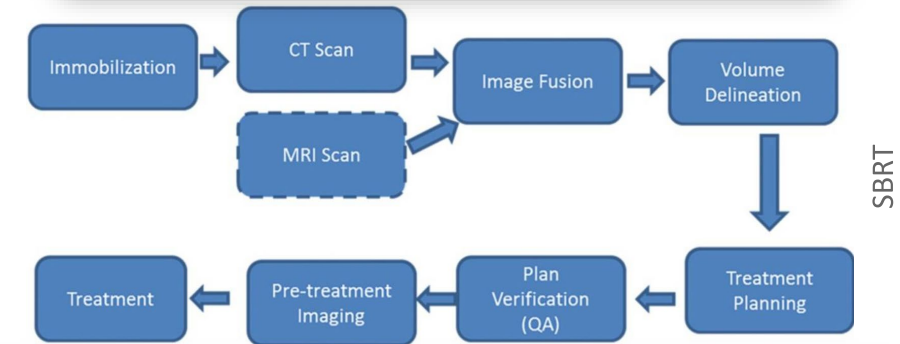 Immobilization
CT Scan
MRI Scan
Image Fusion
Volume
Delineation
SBRT
Treatment
Planning
Plan
Verification
(QA)
Pre-treatment
Imaging
Treatment